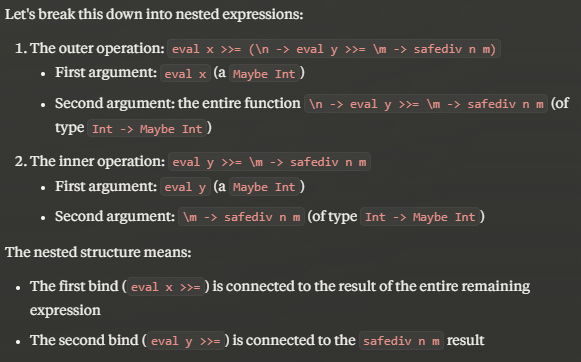 Let's break this down into nested expressions:
1. The outer operation: eval x >>= (\n -> eval y >>= \m -> safediv n m)
• First argument: eval x (a Maybe Int )
• Second argument: the entire function \n -> eval y >>= \m -> safediv n m (of
type Int -> Maybe Int )
2. The inner operation: eval y >>= \m -> safediv n m
• First argument: eval y (a Maybe Int )
• Second argument: \m -> safediv n m (of type Int -> Maybe Int )
The nested structure means:
• The first bind ( eval x >>= ) is connected to the result of the entire remaining
expression
• The second bind ( eval y >>= ) is connected to the safediv n m result